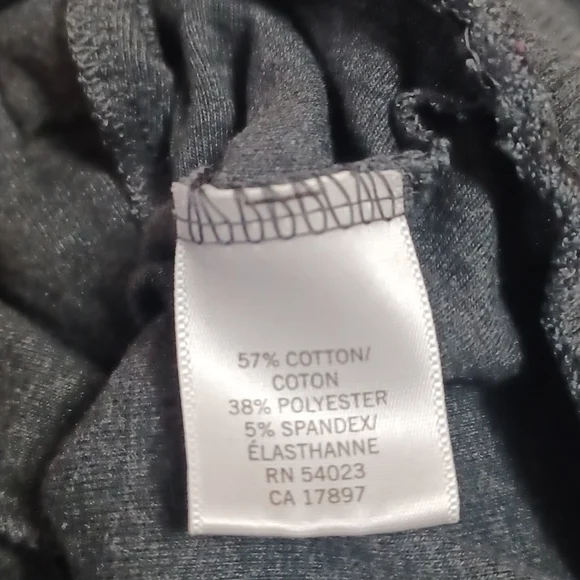 57% COTTON/
COTON
38% POLYESTER
5% SPANDEX/
ÉLASTHANNE
RN 54023
CA 17897